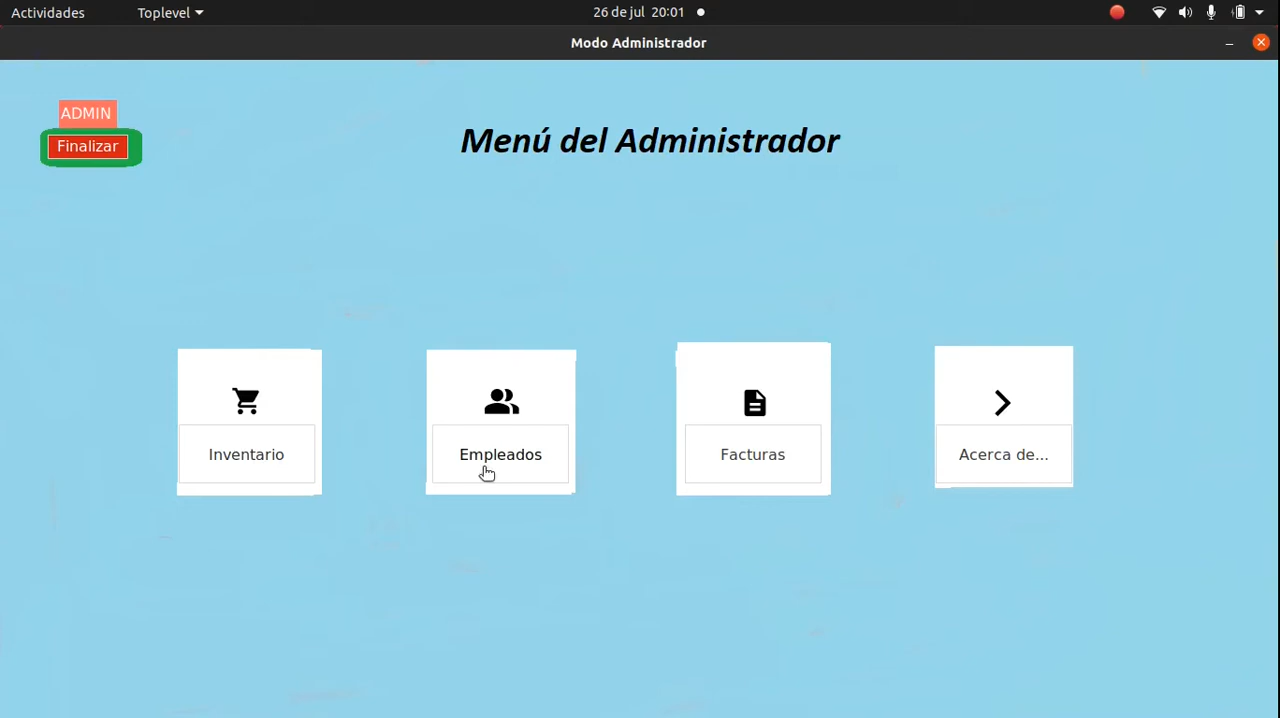 Actividades
Toplevel
26 de jul 20:01
Modo Administrador
ADMIN
Finalizar
Menú del Administrador
Inventario
Empleados
Facturas
Acerca de...